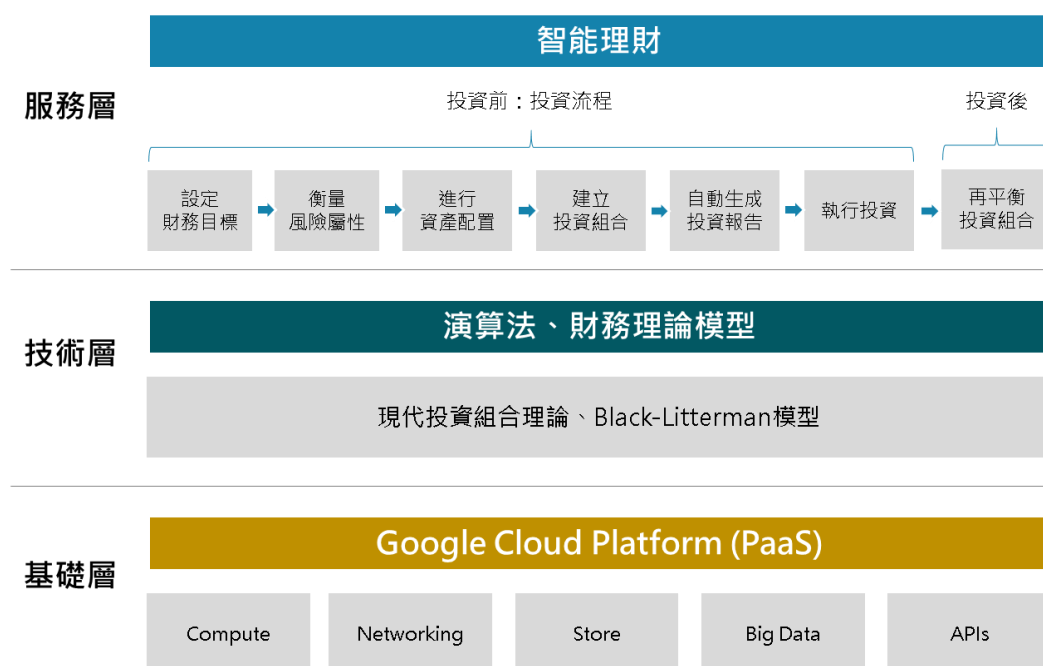 智能理財
服務層
投資前：投資流程
投資後
設定
財務目標
衡量
風險屬性
進行
資產配置
建立
投資組合
自動生成
投資報告
執行投資
再平衡
投資組合
演算法、財務理論模型
技術層
現代投資組合理論、Black-Litterman模型
Google Cloud Platform (PaaS)
基礎層
Compute
Networking
Store
Big Data
APIs